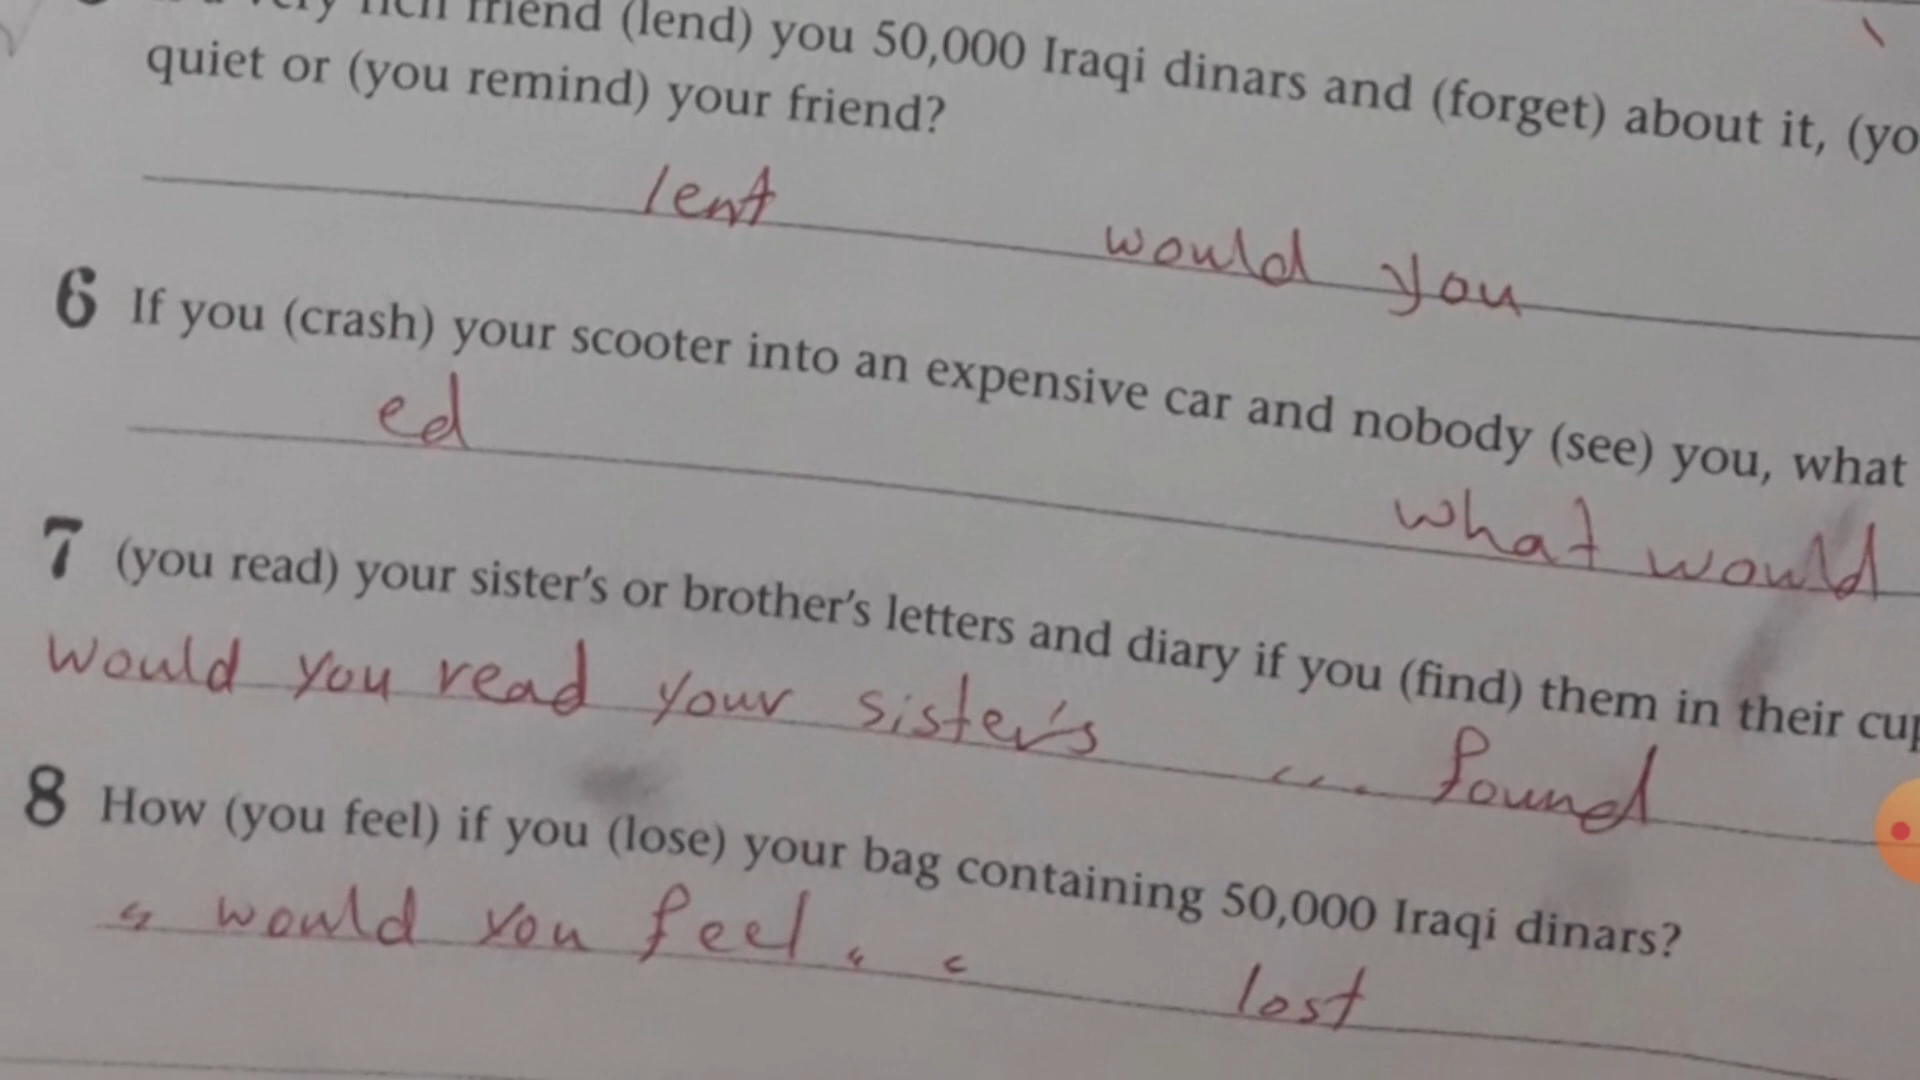 friend (lend) you 50,000 Iraqi dinars and (forget) about it, (yo
quiet or (you remind) your friend?
lent would you
6 If you (crash) your scooter into an expensive car and nobody (see) you, what
ed what would
7 (you read) your sister's or brother's letters and diary if you (find) them in their cup
would you read your sister's .... found
8 How (you feel) if you (lose) your bag containing 50,000 Iraqi dinars?
" would you feel " " lost